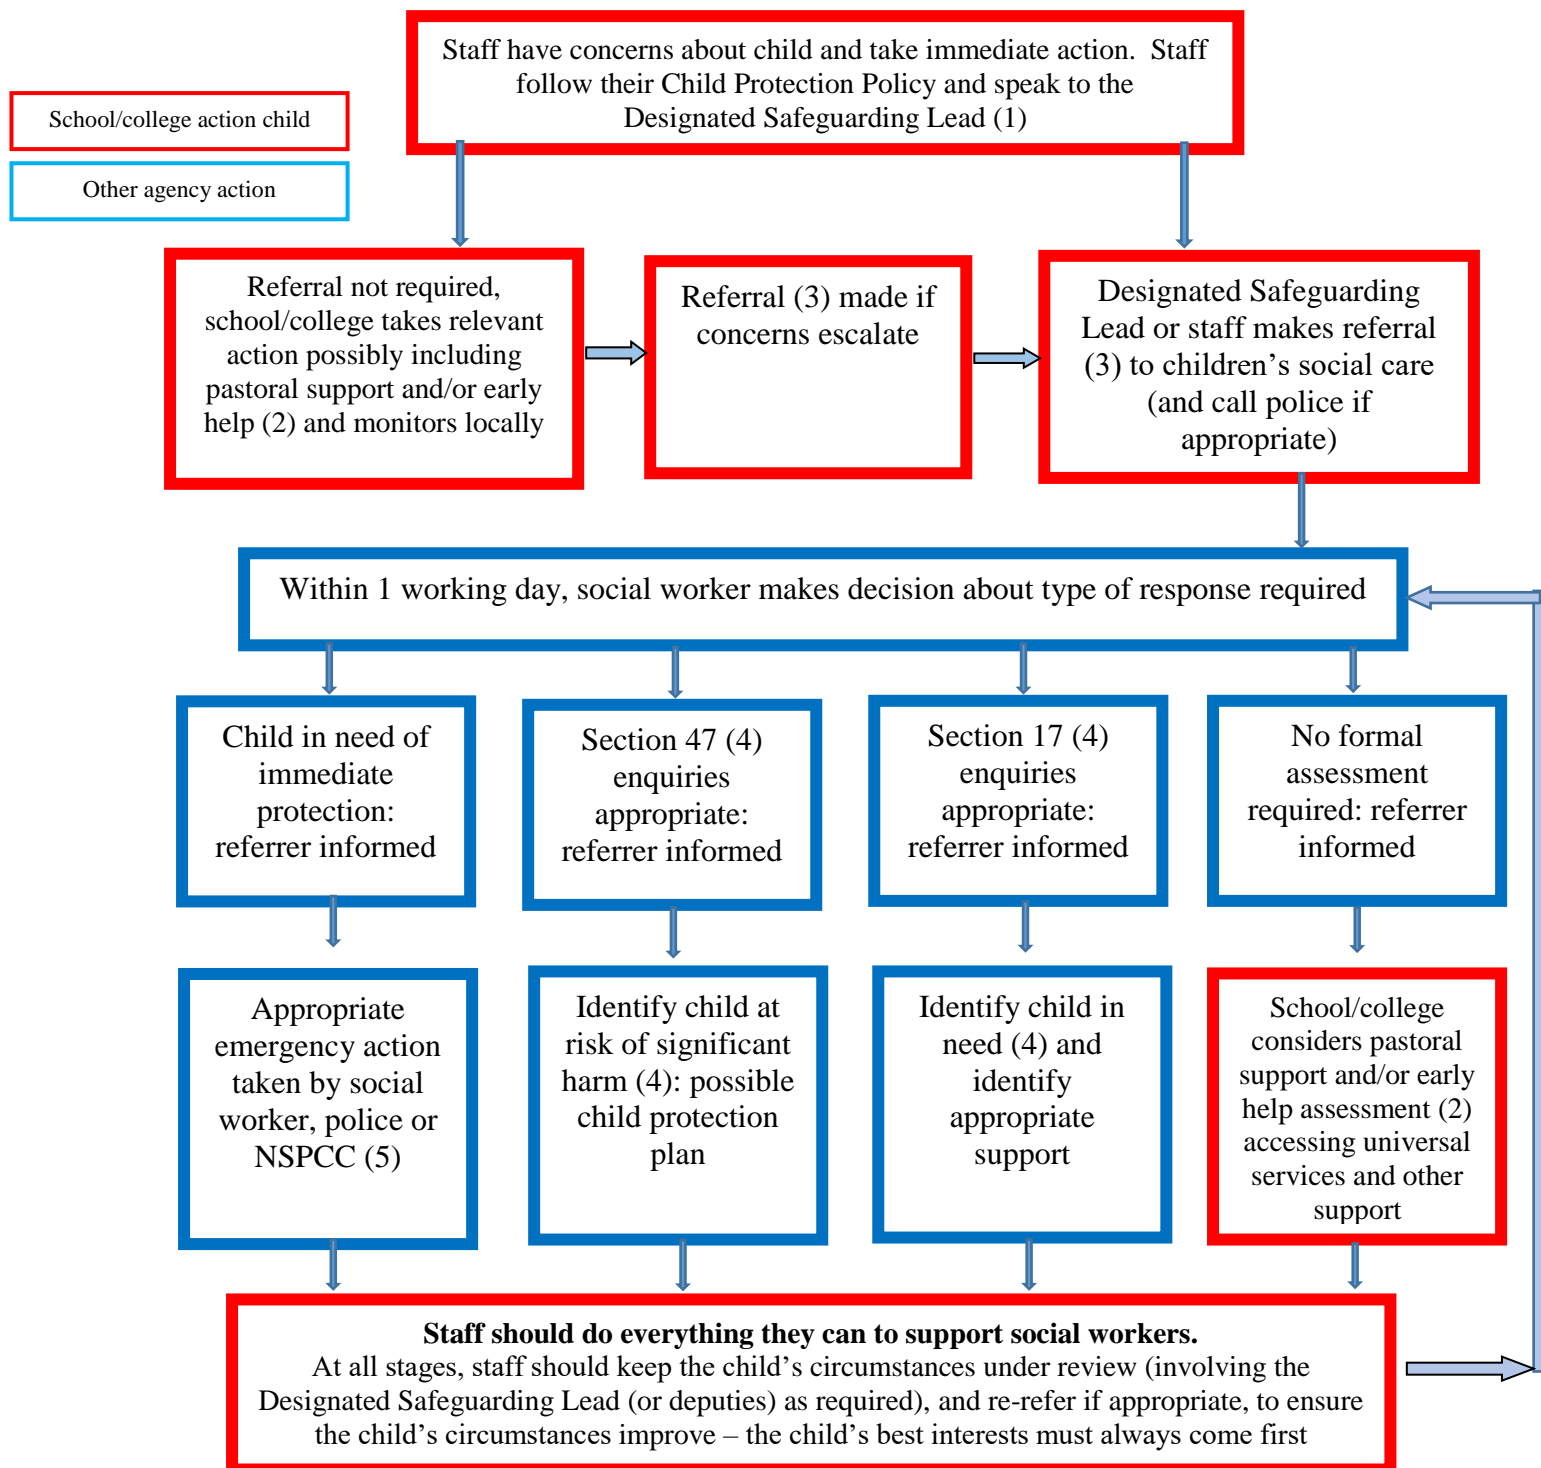 Staff have concerns about child and take immediate action.  Staff
follow their Child Protection Policy and speak to the
Designated Safeguarding Lead (1)
School/college action child
Other agency action
Referral not required,
school/college takes relevant
action possibly including
pastoral support and/or early
help (2) and monitors locally
Referral (3) made if
concerns escalate
Designated Safeguarding
Lead or staff makes referral
(3) to children’s social care
(and call police if
appropriate)
Within 1 working day, social worker makes decision about type of response required
Child in need of
immediate
protection:
referrer informed
Section 47 (4)
enquiries
appropriate:
referrer informed
Section 17 (4)
enquiries
appropriate:
referrer informed
No formal
assessment
required: referrer
informed
Appropriate
emergency action
taken by social
worker, police or
NSPCC (5)
Identify child at
risk of significant
harm (4): possible
child protection
plan
Identify child in
need (4) and
identify
appropriate
support
School/college
considers pastoral
support and/or early
help assessment (2)
accessing universal
services and other
support
Staff should do everything they can to support social workers.
At all stages, staff should keep the child’s circumstances under review (involving the
Designated Safeguarding Lead (or deputies) as required), and re-refer if appropriate, to ensure
the child’s circumstances improve – the child’s best interests must always come first